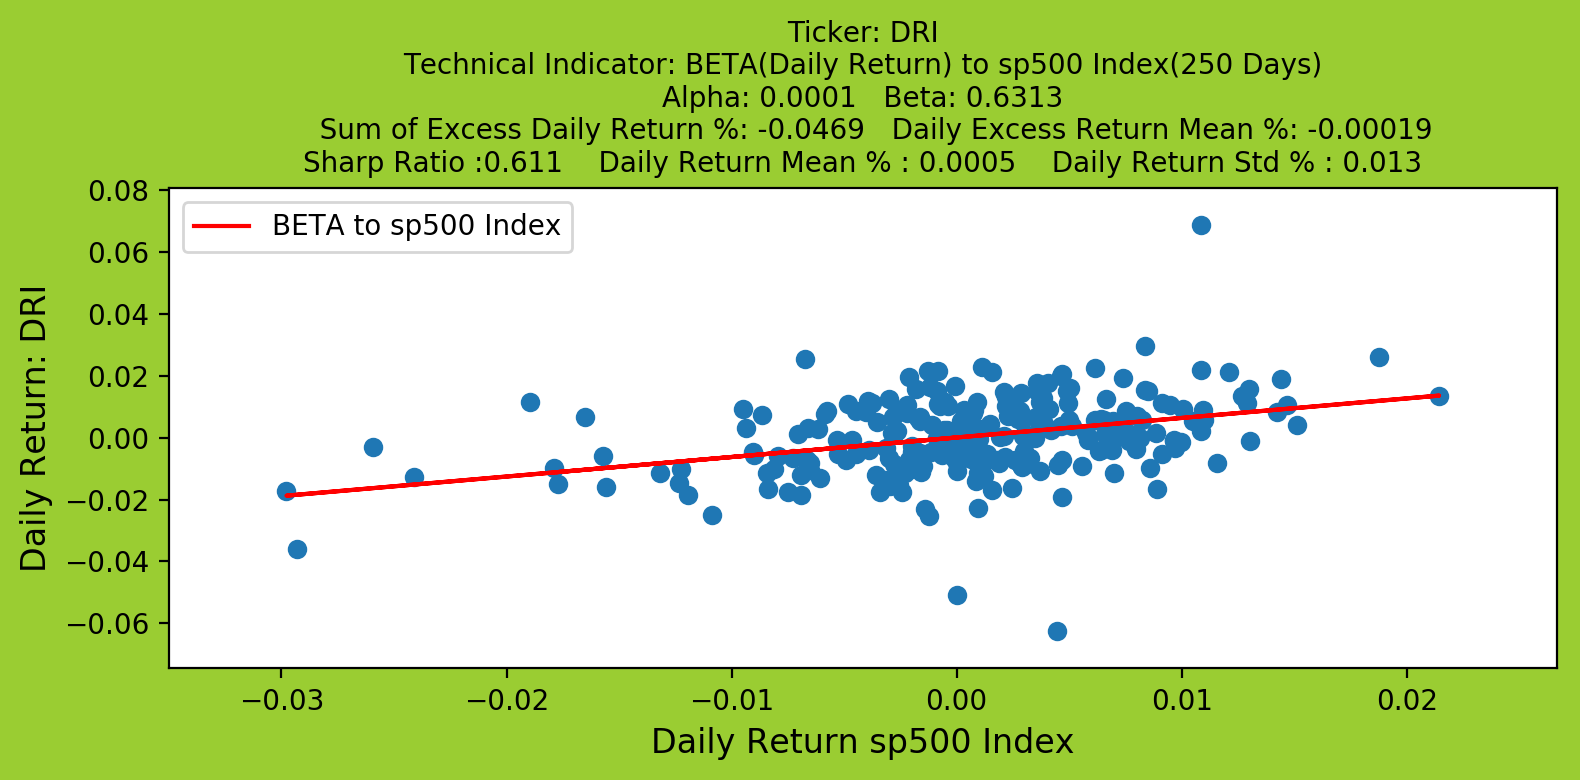 Ticker: DRI
Technical Indicator: BETA(Daily Return) to sp500 Index(250 Days)
Alpha: 0.0001   Beta: 0.6313
Sum of Excess Daily Return %: -0.0469   Daily Excess Return Mean %: -0.00019
Sharp Ratio :0.611    Daily Return Mean % : 0.0005    Daily Return Std % : 0.013
BETA to sp500 Index
Daily Return: DRI
0.08
0.06
0.04
0.02
0.00
−0.02
−0.04
−0.06
−0.03
−0.02
−0.01
0.00
0.01
0.02
Daily Return sp500 Index